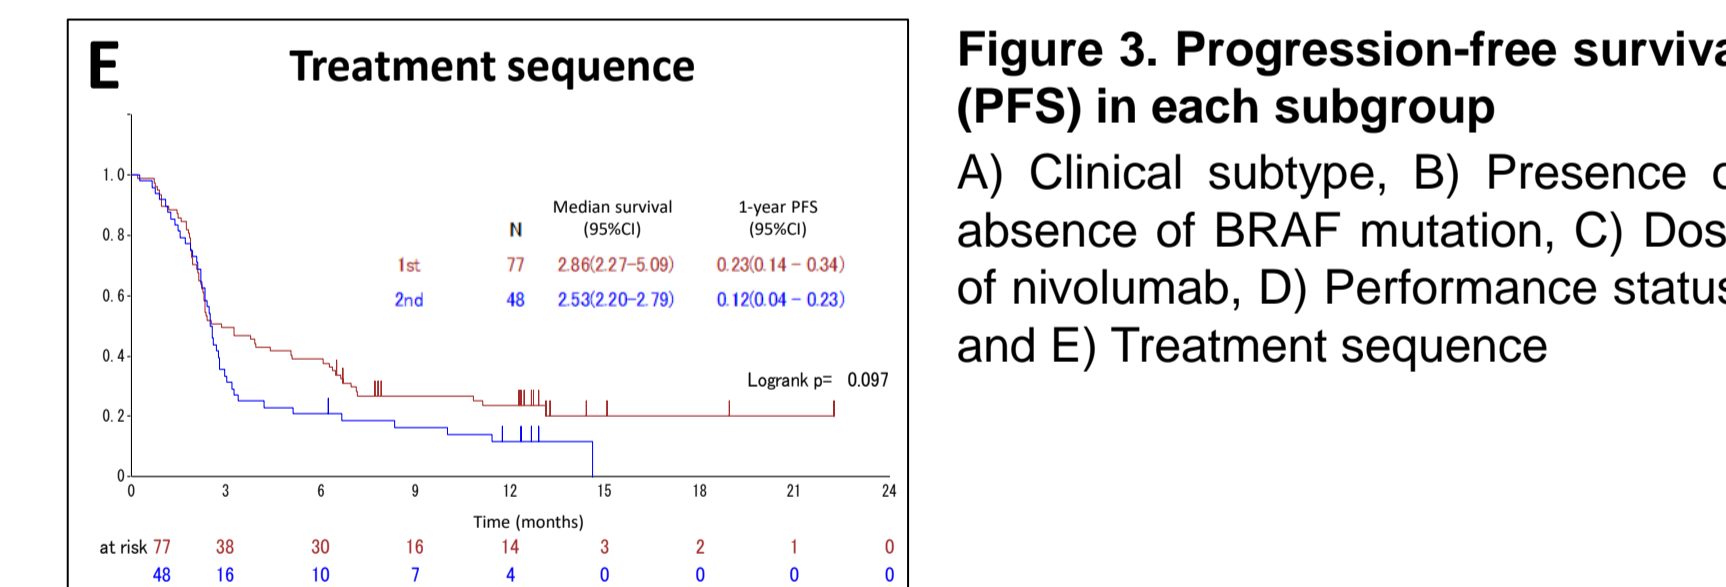 E Treatment sequence
1.0
0.8
0.6
0.4
0.2
0
N Median survival (95%CI) 1-year PFS (95%CI)
1st 77 2.86(2.27-5.09) 0.23(0.14 - 0.34)
2nd 48 2.53(2.20-2.79) 0.12(0.04 - 0.23)
Logrank p= 0.097
0 3 6 9 12 15 18 21 24
Time (months)
at risk 77 38 30 16 14 3 2 1 0
48 16 10 7 4 0 0 0 0
Figure 3. Progression-free surviva
(PFS) in each subgroup
A) Clinical subtype, B) Presence
absence of BRAF mutation, C) Dos
of nivolumab, D) Performance status
and E) Treatment sequence